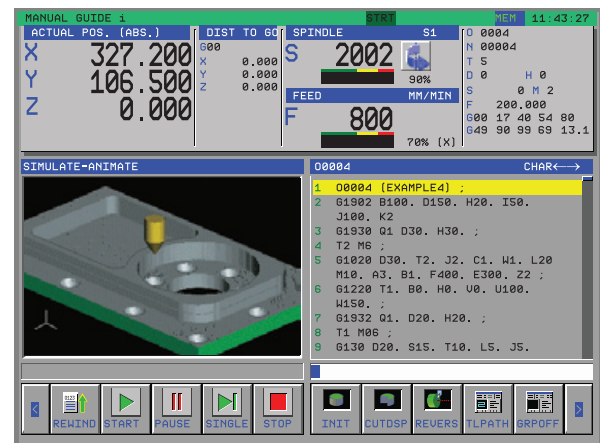 MANUAL GUIDE i STRT MEM 11:43:27
ACTUAL POS. (ABS.)
X 327.200
Y 106.500
Z 0.000
DIST TO GO
G00
X 0.000
Y 0.000
Z 0.000
SPINDLE S1
S 2002
90%
FEED MM/MIN
F 800
70% (X)
O 0004
N 00004
T 5
D 0 H 0
S 0 M 2
F 200.000
G00 17 40 54 80
G49 90 99 69 13.1
SIMULATE-ANIMATE
O0004 CHAR←→
1 O0004 (EXAMPLE4) ;
2 G1902 B100. D150. H20. I50.
J100. K2
3 G1930 Q1 D30. H30. ;
4 T2 M6 ;
5 G1020 D30. T2. J2. C1. W1. L20
M10. A3. B1. F400. E300. Z2 ;
6 G1220 T1. B0. H0. V0. U100.
W150. ;
7 G1932 Q1. D20. H20. ;
8 T1 M06 ;
9 G130 D20. S15. T10. L5. J5.
< REWIND START PAUSE SINGLE STOP INIT CUTDSP REVERS TLPATH GRPOFF >
0123